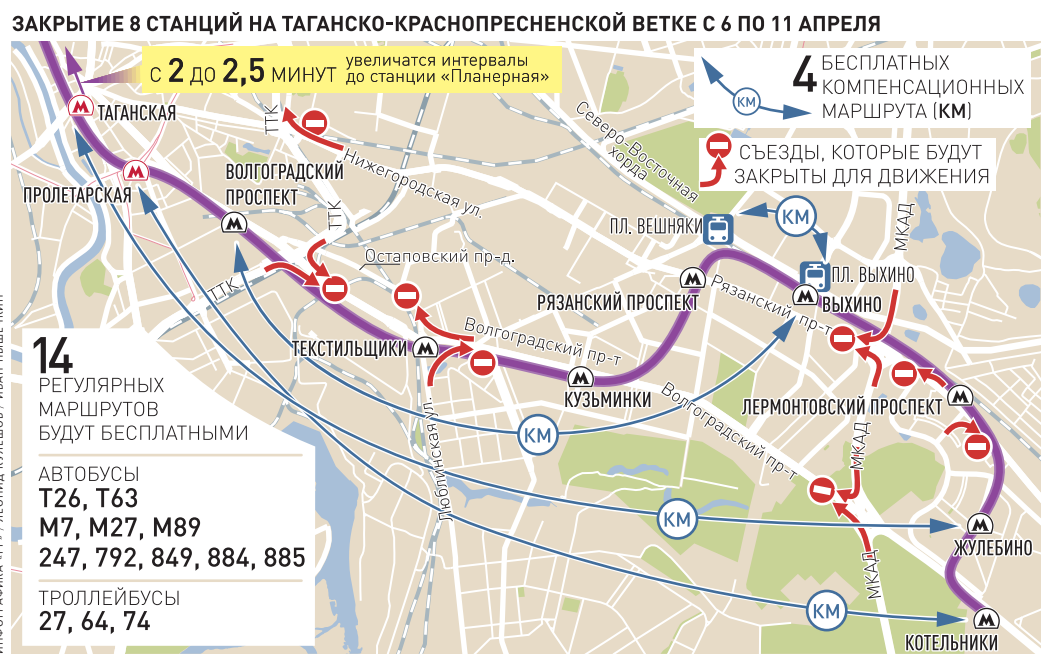 ЗАКРЫТИЕ 8 СТАНЦИЙ НА ТАГАНСКО-КРАСНОПРЕСНЕНСКОЙ ВЕТКЕ С 6 ПО 11 АПРЕЛЯ
С 2 ДО 2,5 МИНУТ
увеличатся интервалы
до станции «Планерная»
4 БЕСПЛАТНЫХ
КОМПЕНСАЦИОННЫХ
МАРШРУТА (КМ)
КМ
СЪЕЗДЫ, КОТОРЫЕ БУДУТ
ЗАКРЫТЫ ДЛЯ ДВИЖЕНИЯ
ТАГАНСКАЯ
ТТК
Северо-Восточная
хорда
ПРОЛЕТАРСКАЯ
ВОЛГОГРАДСКИЙ
ПРОСПЕКТ
Нижегородская ул.
ТТК
ПЛ. ВЕШНЯКИ
КМ
МКАД
Остаповский пр-д.
ТТК
ПЛ. ВЫХИНО
ВЫХИНО
РЯЗАНСКИЙ ПРОСПЕКТ
Рязанский пр-т
ТЕКСТИЛЬЩИКИ
Волгоградский пр-т
КУЗЬМИНКИ
Волгоградский пр-т
ЛЕРМОНТОВСКИЙ ПРОСПЕКТ
Люблинская ул.
КМ
МКАД
КМ
ЖУЛЕБИНО
МКАД
КМ
КОТЕЛЬНИКИ
14
РЕГУЛЯРНЫХ
МАРШРУТОВ
БУДУТ БЕСПЛАТНЫМИ
АВТОБУСЫ
Т26, Т63
М7, М27, М89
247, 792, 849, 884, 885
ТРОЛЛЕЙБУСЫ
27, 64, 74